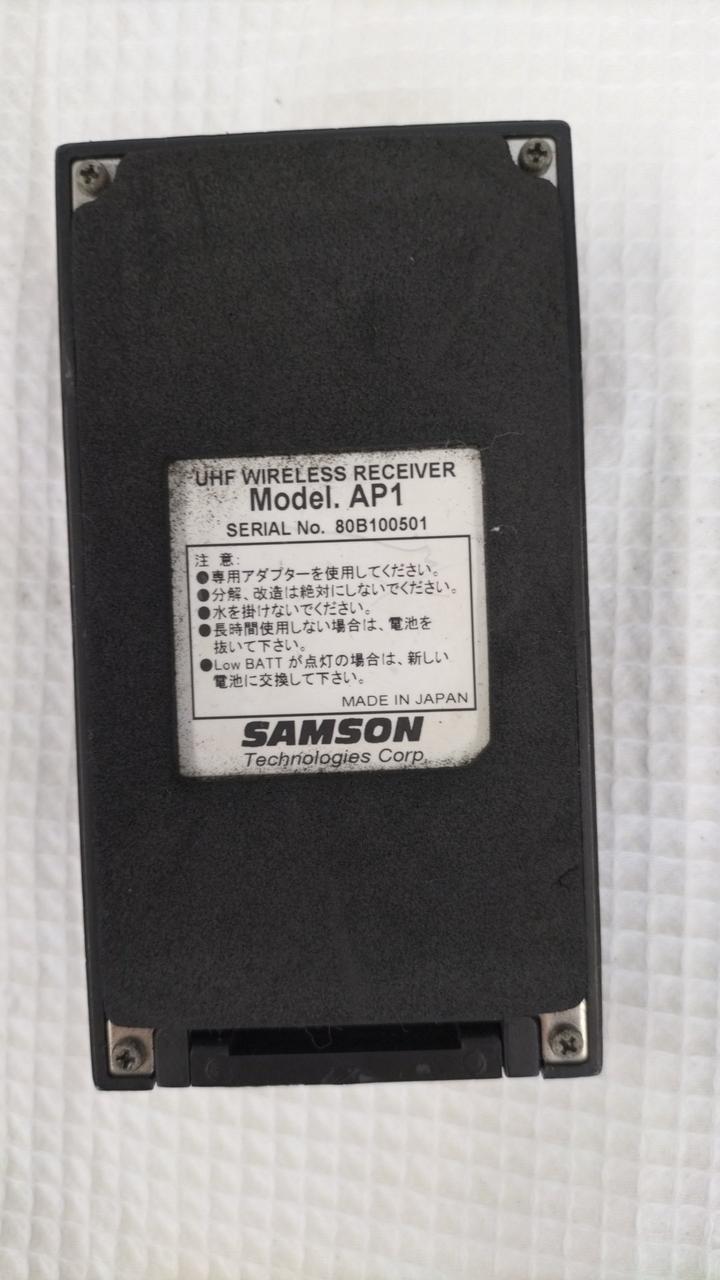 UHF WIRELESS RECEIVER
Model. AP1
SERIAL No. 80B100501
注 意:
●専用アダプターを使用してください。
●分解、改造は絶対にしないでください。
●水を掛けないでください。
●長時間使用しない場合は、電池を
抜いて下さい。
●Low BATT が点灯の場合は、新しい
電池に交換して下さい。
MADE IN JAPAN
SAMSON
Technologies Corp.